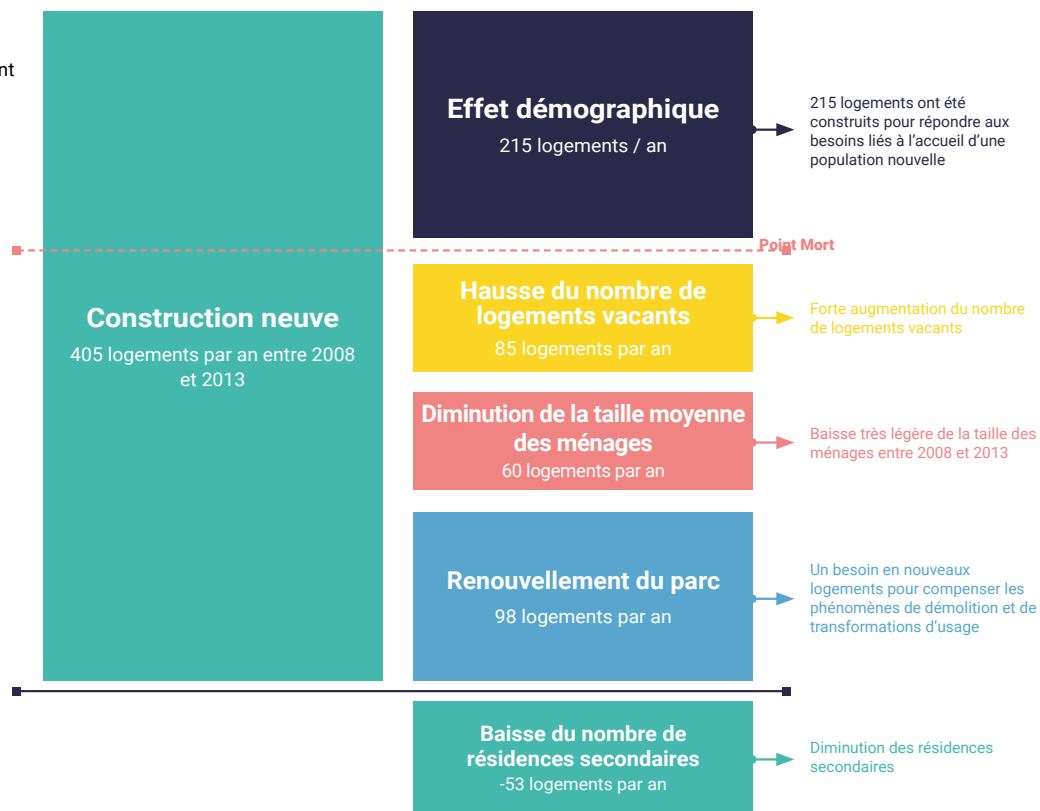 Construction neuve
405 logements par an entre 2008
et 2013
Effet démographique
215 logements / an
215 logements ont été
construits pour répondre aux
besoins liés à l'accueil d'une
population nouvelle
Point Mort
Hausse du nombre de
logements vacants
85 logements par an
Forte augmentation du nombre
de logements vacants
Diminution de la taille moyenne
des ménages
60 logements par an
Baisse très légère de la taille des
ménages entre 2008 et 2013
Renouvellement du parc
98 logements par an
Un besoin en nouveaux
logements pour compenser les
phénomènes de démolition et de
transformations d'usage
Baisse du nombre de
résidences secondaires
-53 logements par an
Diminution des résidences
secondaires